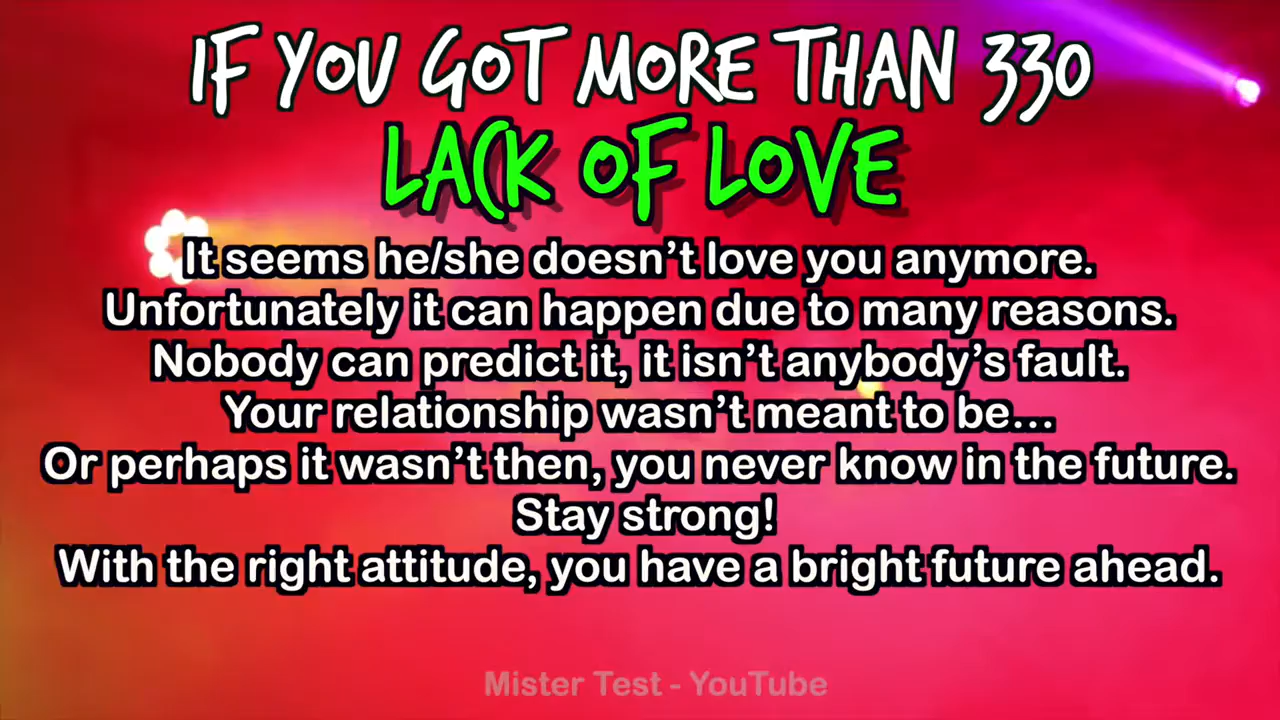 IF YOU GOT MORE THAN 330
LACK OF LOVE
It seems he/she doesn't love you anymore.
Unfortunately it can happen due to many reasons.
Nobody can predict it, it isn't anybody's fault.
Your relationship wasn't meant to be...
Or perhaps it wasn't then, you never know in the future.
Stay strong!
With the right attitude, you have a bright future ahead.
Mister Test - YouTube